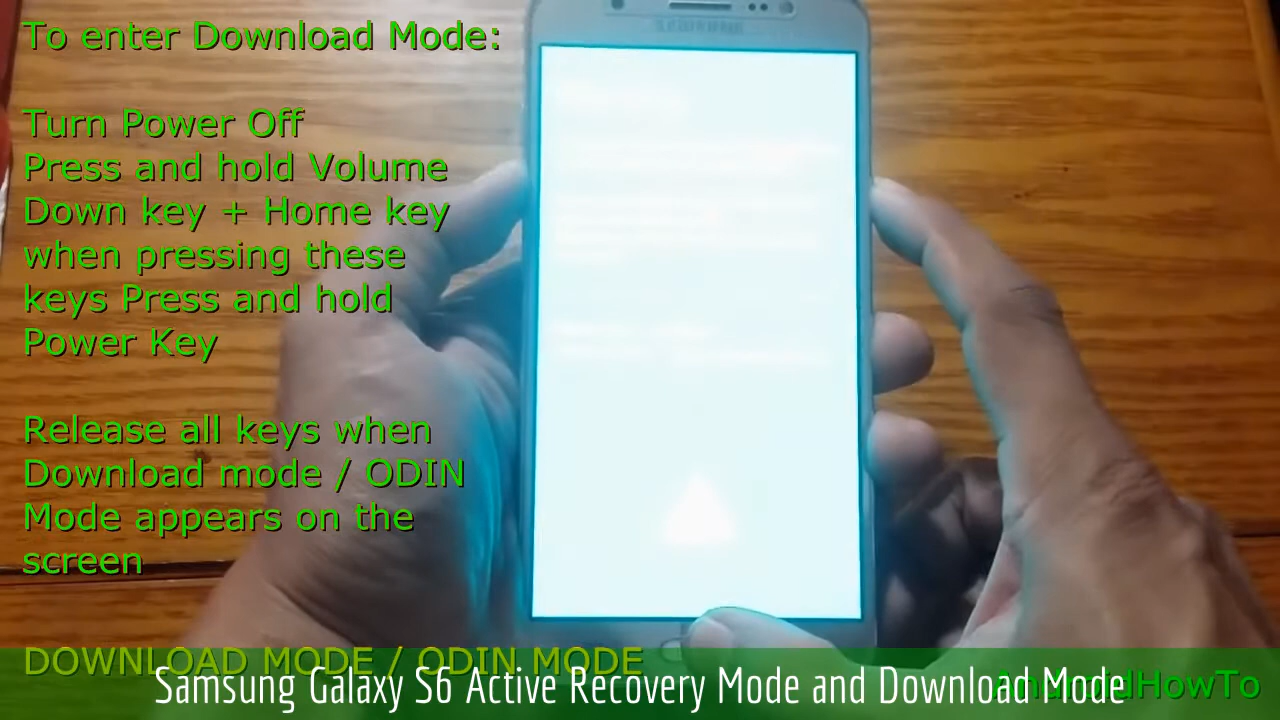 To enter Download Mode:
SAMSUNG
Turn Power Off
Press and hold Volume
Down key + Home key
when pressing these
keys Press and hold
Power Key
Release all keys when
Download mode / ODIN
Mode appears on the
screen
DOWNLOAD MODE / ODIN MODE
Samsung Galaxy S6 Active Recovery Mode and Download Mode
AndroidHowTo